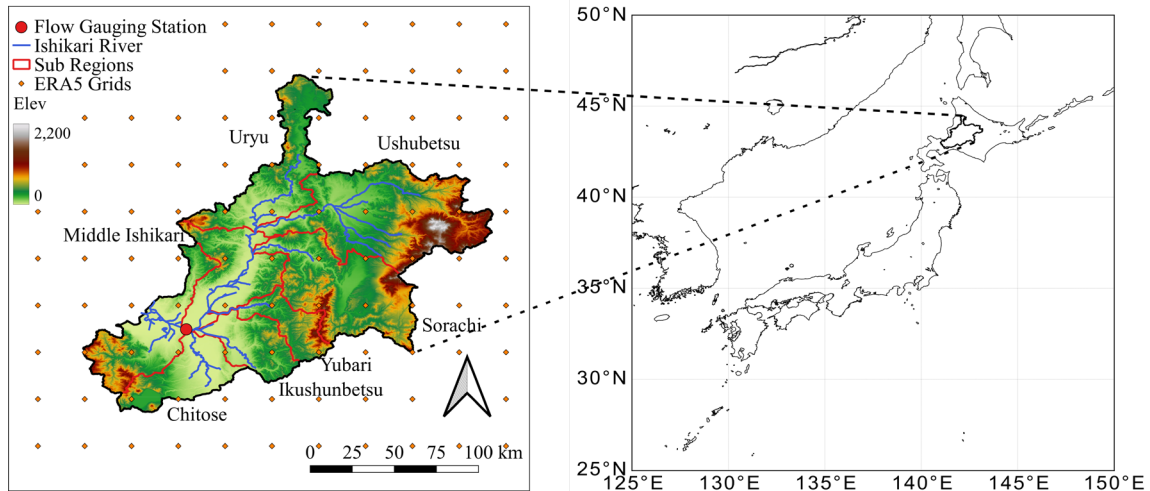 Flow Gauging Station
Ishikari River
Sub Regions
ERA5 Grids
Elev
2,200
0
Uryu
Ushubetsu
Middle Ishikari
Sorachi
Yubari
Ikushunbetsu
Chitose
0 25 50 75 100 km
50°N
45°N
40°N
35°N
30°N
25°N
125°E 130°E 135°E 140°E 145°E 150°E